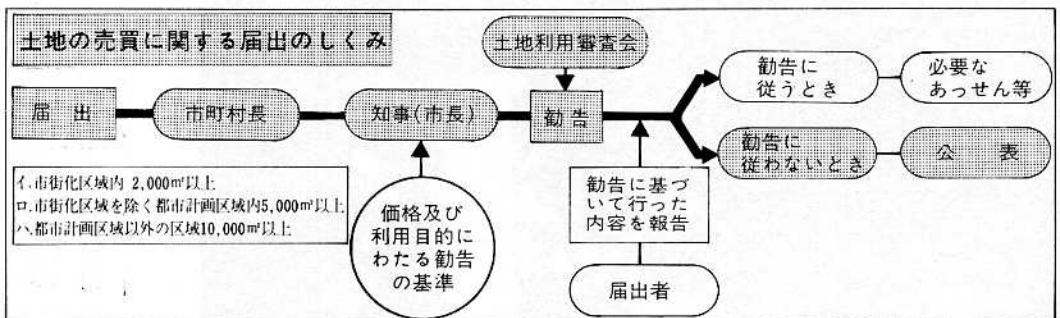 土地の売買に関する届出のしくみ
土地利用審査会
届出
市町村長
知事(市長)
勧告
勧告に
従うとき
必要な
あっせん等
勧告に
従わないとき
公表
イ.市街化区域内 2,000㎡以上
ロ.市街化区域を除く都市計画区域内5,000㎡以上
ハ.都市計画区域以外の区域10,000㎡以上
価格及び
利用目的に
わたる勧告
の基準
勧告に基づ
いて行った
内容を報告
届出者